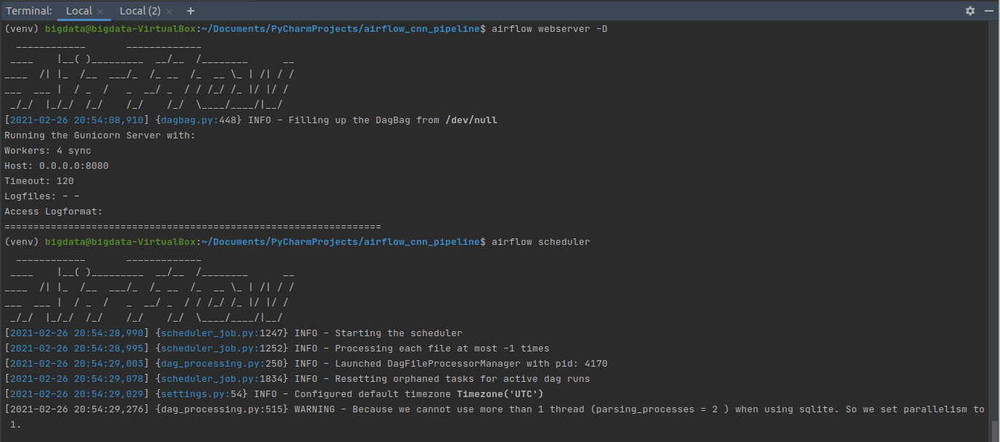 Terminal: Local × Local (2) × +
(venv) bigdata@bigdata-VirtualBox:~/Documents/PyCharmProjects/airflow_cnn_pipeline$ airflow webserver -D
  ____________       _____________
 ____    |__( )_________  __/__  /________      __
____  /| |_  /__  ___/_  /_ __  /_  __ \_ | /| / /
___  ___ |  / _  /   _  __/ _  / / /_/ /_ |/ |/ /
 _/_/  |_/_/  /_/    /_/    /_/  \____/____/|__/
[2021-02-26 20:54:08,910] {dagbag.py:448} INFO - Filling up the DagBag from /dev/null
Running the Gunicorn Server with:
Workers: 4 sync
Host: 0.0.0.0:8080
Timeout: 120
Logfiles: - -
Access Logformat:
=================================================================
(venv) bigdata@bigdata-VirtualBox:~/Documents/PyCharmProjects/airflow_cnn_pipeline$ airflow scheduler
  ____________       _____________
 ____    |__( )_________  __/__  /________      __
____  /| |_  /__  ___/_  /_ __  /_  __ \_ | /| / /
___  ___ |  / _  /   _  __/ _  / / /_/ /_ |/ |/ /
 _/_/  |_/_/  /_/    /_/    /_/  \____/____/|__/
[2021-02-26 20:54:28,990] {scheduler_job.py:1247} INFO - Starting the scheduler
[2021-02-26 20:54:28,995] {scheduler_job.py:1252} INFO - Processing each file at most -1 times
[2021-02-26 20:54:29,003] {dag_processing.py:250} INFO - Launched DagFileProcessorManager with pid: 4170
[2021-02-26 20:54:29,078] {scheduler_job.py:1834} INFO - Resetting orphaned tasks for active dag runs
[2021-02-26 20:54:29,029] {settings.py:54} INFO - Configured default timezone Timezone('UTC')
[2021-02-26 20:54:29,276] {dag_processing.py:515} WARNING - Because we cannot use more than 1 thread (parsing_processes = 2 ) when using sqlite. So we set parallelism to
 1.